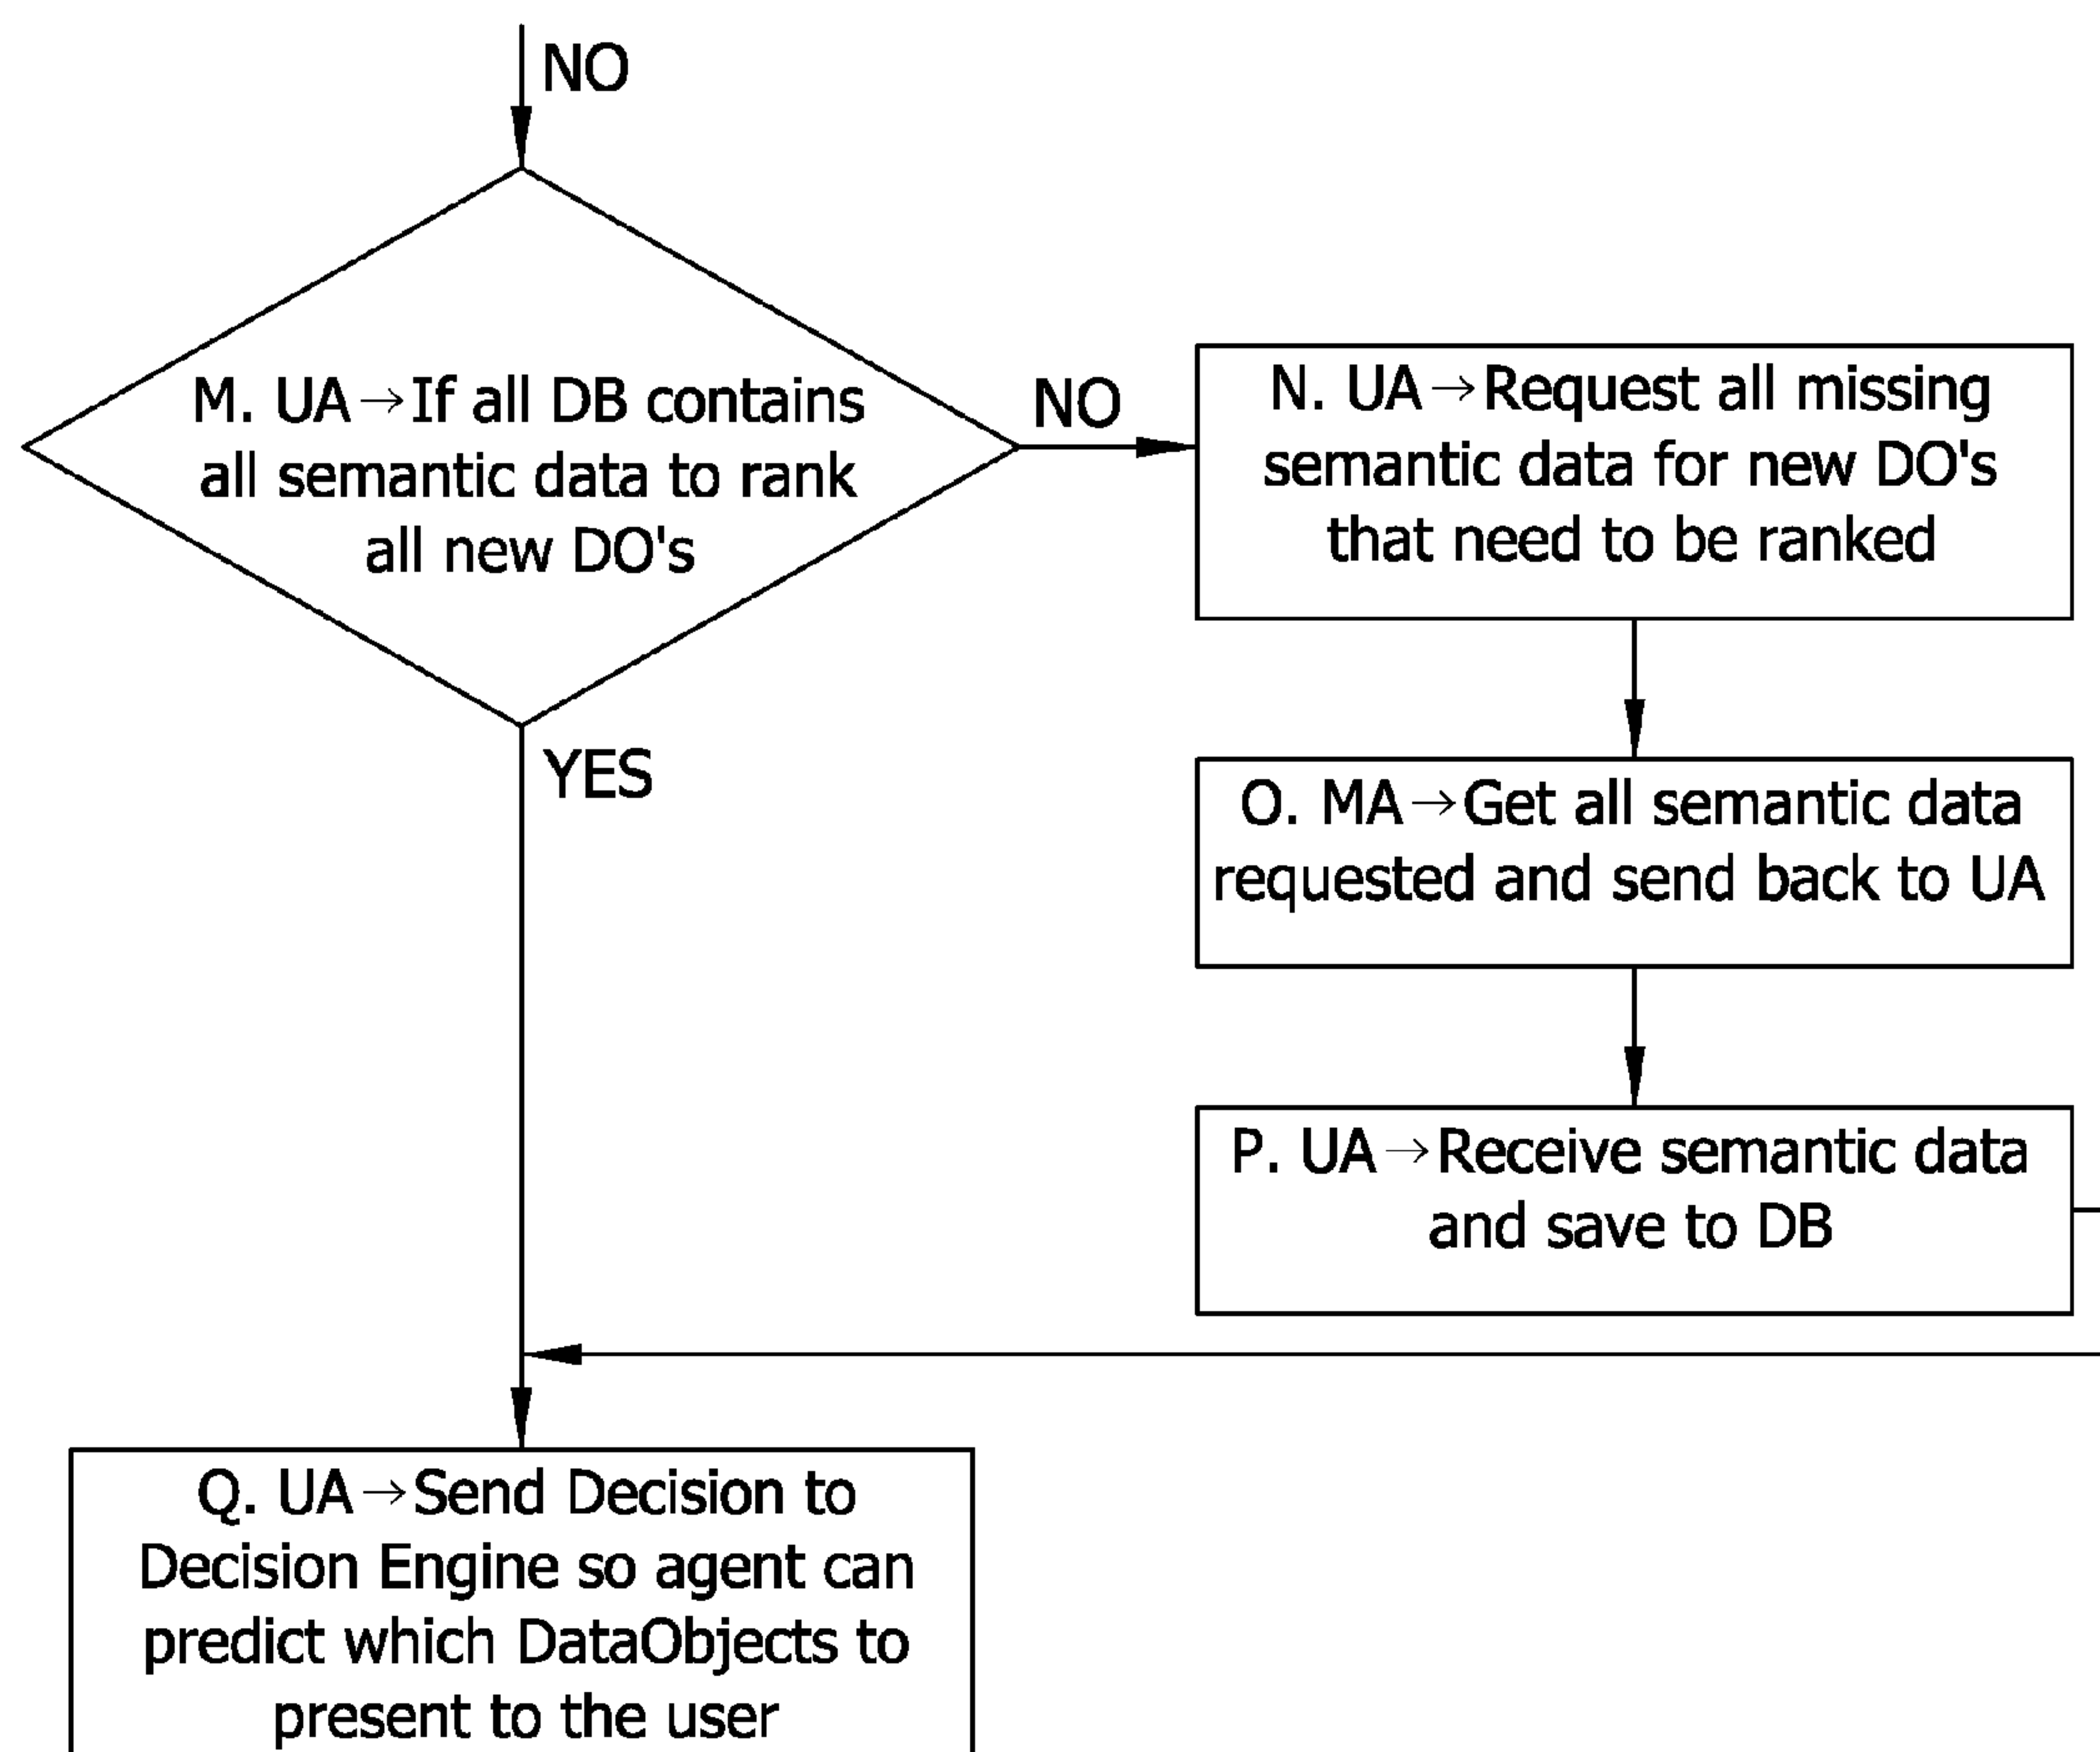 NO
M. UA→If all DB contains
all semantic data to rank
all new DO's
NO
N. UA→Request all missing
semantic data for new DO's
that need to be ranked
YES
O. MA→Get all semantic data
requested and send back to UA
P. UA→Receive semantic data
and save to DB
Q. UA→Send Decision to
Decision Engine so agent can
predict which DataObjects to
present to the user